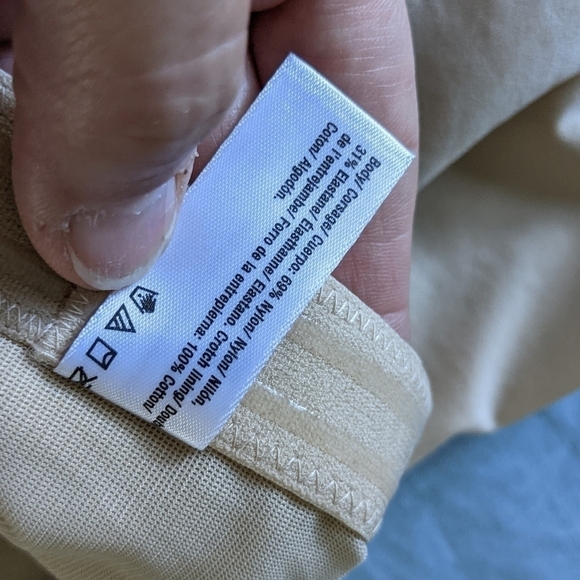 Body/ Corsage/ Cuerpo: 69% Nylon/ Nylon/ Nilón,
31% Elastane/ Elasthanne/ Elastano. Crotch lining/ Doub
de l'entrejambe/ Forro de la entrepierna: 100% Cotton/
Coton/ Algodón.